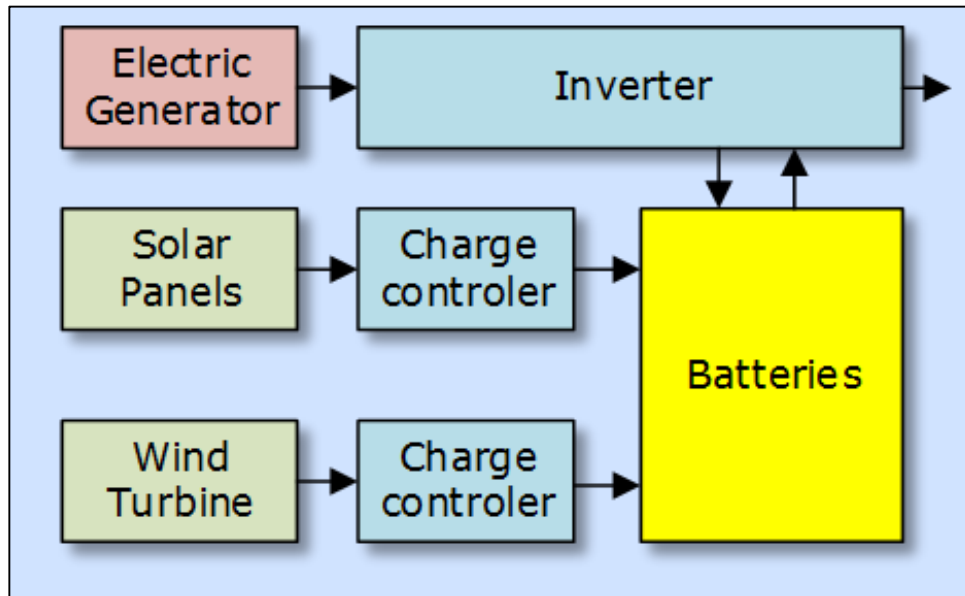 Electric
Generator
Inverter
Solar
Panels
Charge
controler
Batteries
Wind
Turbine
Charge
controler